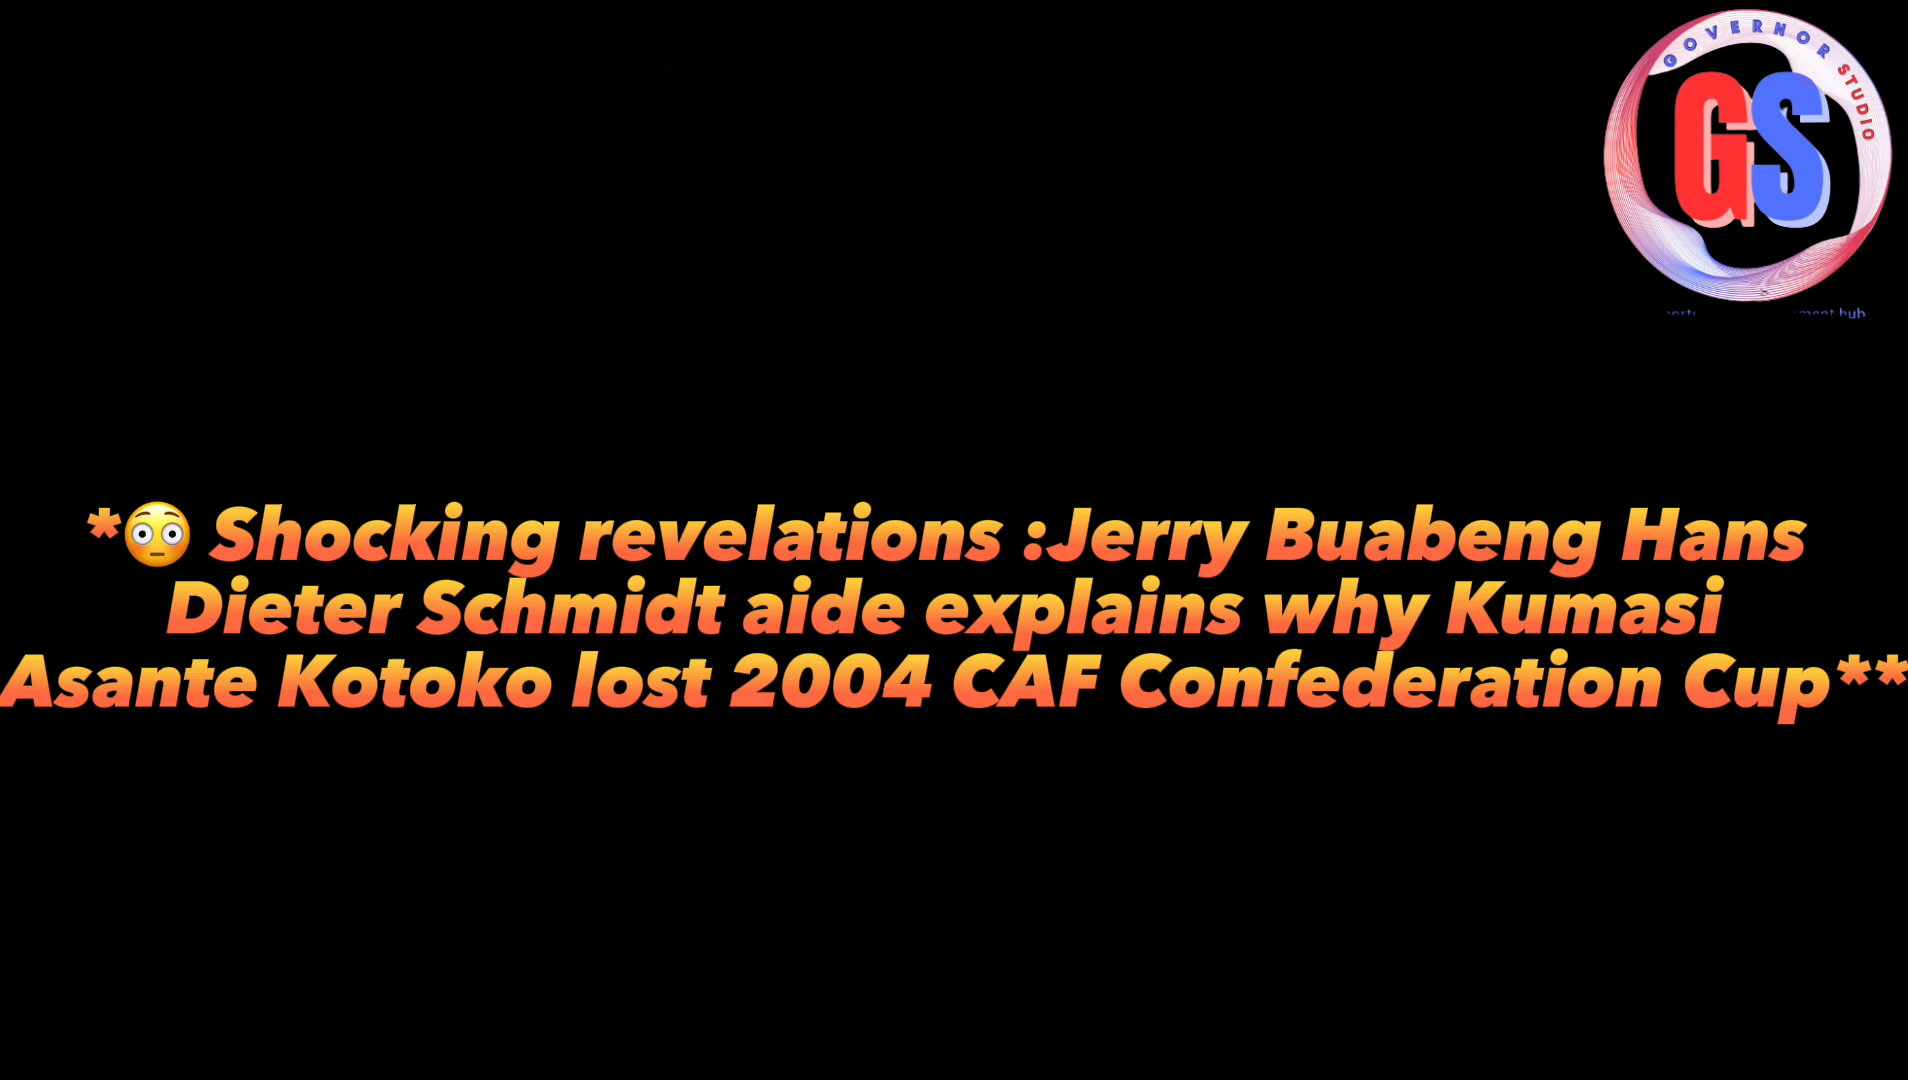 GOVERNOR STUDIO
GS
hub
*😳 Shocking revelations :Jerry Buabeng Hans
Dieter Schmidt aide explains why Kumasi
Asante Kotoko lost 2004 CAF Confederation Cup**